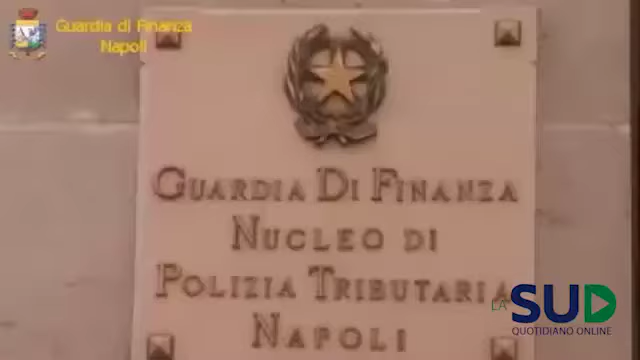 Guardia di Finanza
Napoli
GUARDIA DI FINANZA
NUCLEO DI
POLIZIA TRIBUTARIA
NAPOLI
LA SUD
QUOTIDIANO ONLINE